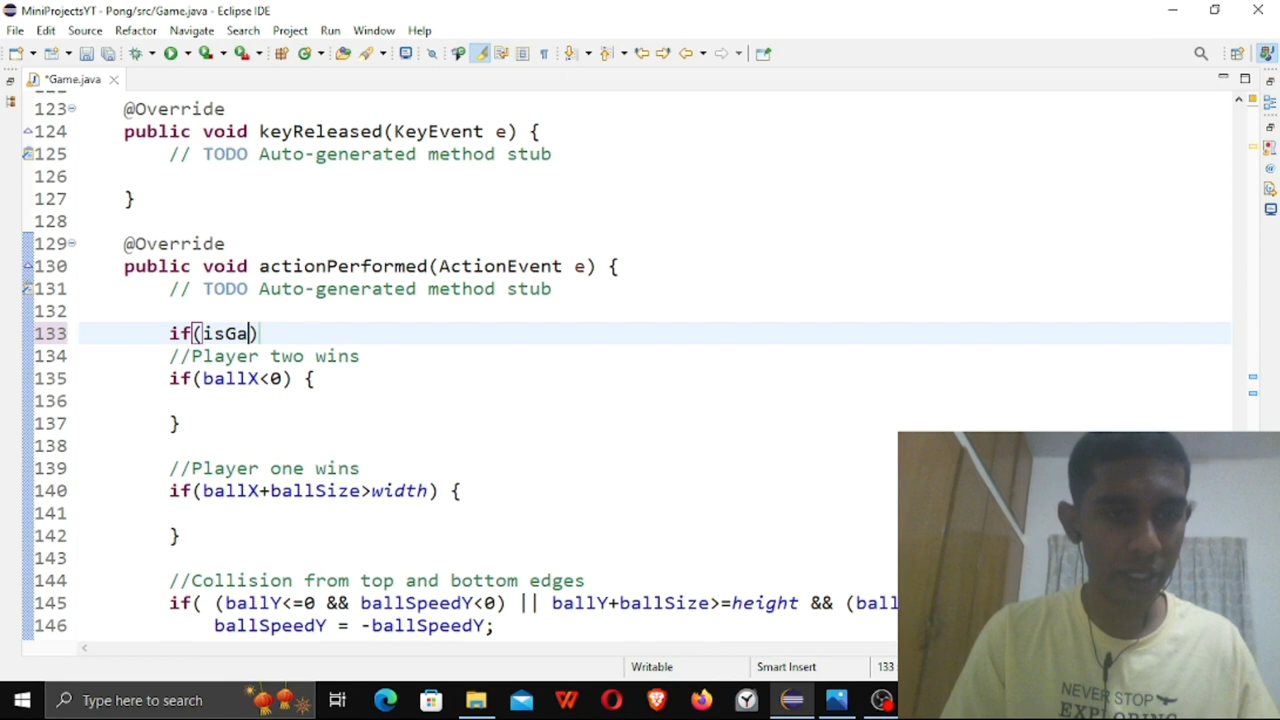 MiniProjectsYT - Pong/src/Game.java - Eclipse IDE
File Edit Source Refactor Navigate Search Project Run Window Help
*Game.java
123 @Override
124 public void keyReleased(KeyEvent e) {
125 // TODO Auto-generated method stub
126
127 }
128
129 @Override
130 public void actionPerformed(ActionEvent e) {
131 // TODO Auto-generated method stub
132
133 if(isGa)
134 //Player two wins
135 if(ballX<0) {
136
137 }
138
139 //Player one wins
140 if(ballX+ballSize>width) {
141
142 }
143
144 //Collision from top and bottom edges
145 if( (ballY<=0 && ballSpeedY<0) || ballY+ballSize>=height && (ball
146 ballSpeedY = -ballSpeedY;
Writable Smart Insert 133
Type here to search
NEVER STOP
EXPLORING